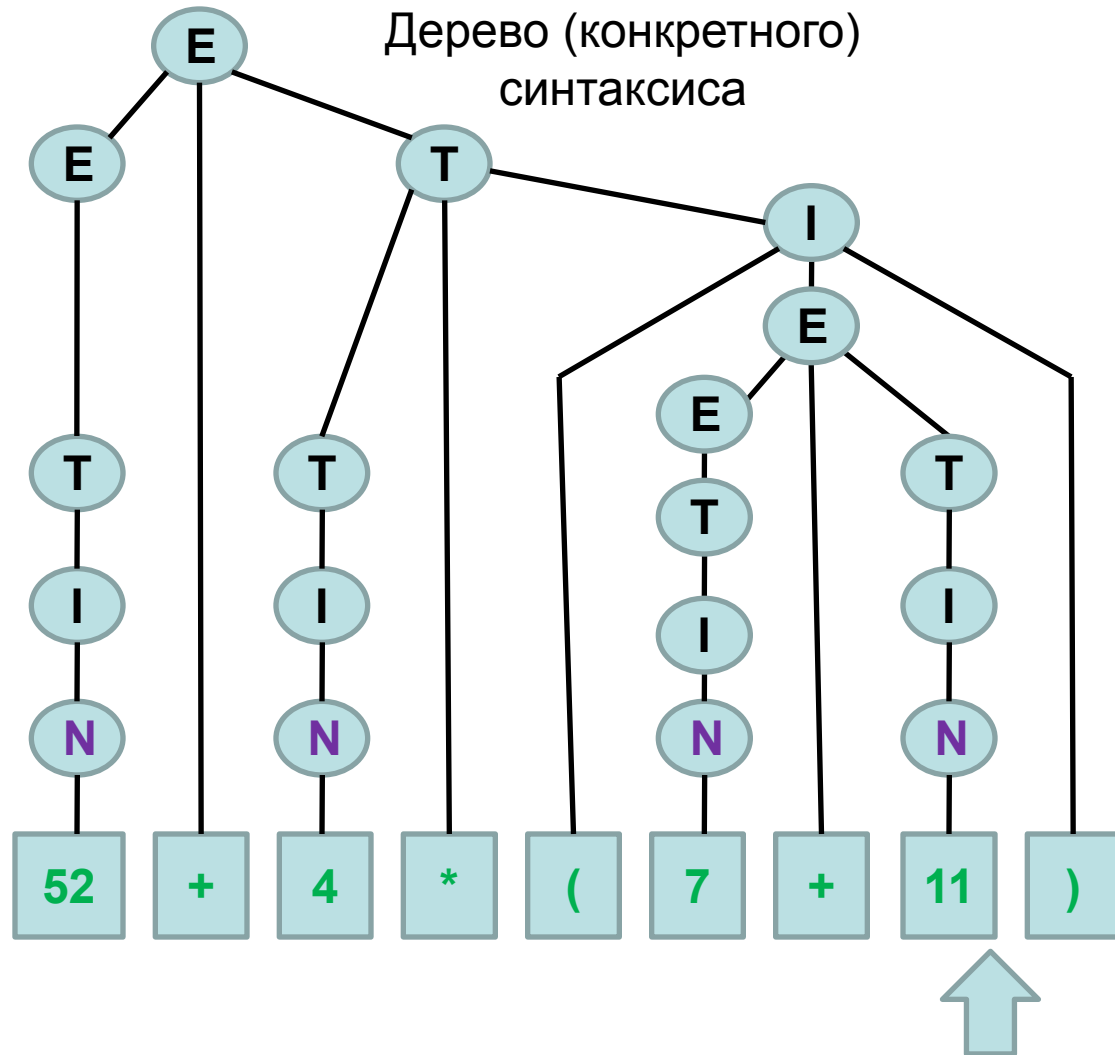 Дерево (конкретного)
синтаксиса
E
E T
I
E
E
T T T
T
I I I
I
N N N N
52 + 4 * ( 7 + 11 )